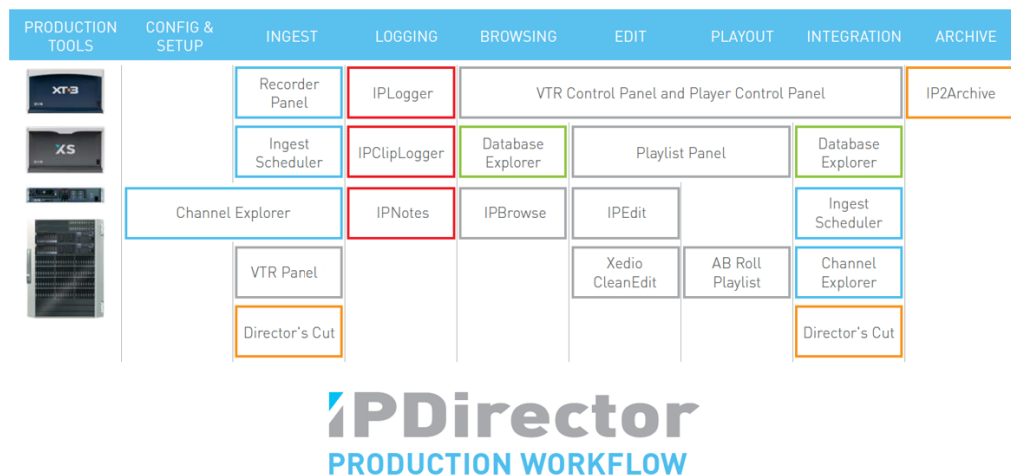 PRODUCTION TOOLS
CONFIG & SETUP
INGEST
LOGGING
BROWSING
EDIT
PLAYOUT
INTEGRATION
ARCHIVE
XT3
Recorder Panel
IPLogger
VTR Control Panel and Player Control Panel
IP2Archive
XS
Ingest Scheduler
IPClipLogger
Database Explorer
Playlist Panel
Database Explorer
Channel Explorer
IPNotes
IPBrowse
IPEdit
Ingest Scheduler
VTR Panel
Xedio CleanEdit
AB Roll Playlist
Channel Explorer
Director's Cut
Director's Cut
IPDirector
PRODUCTION WORKFLOW